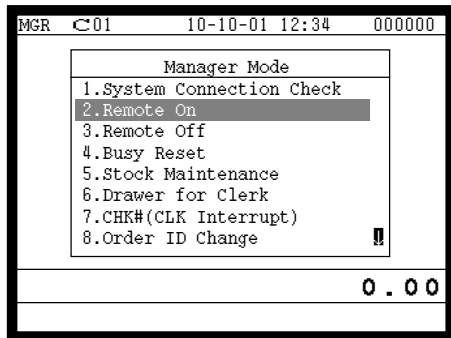 MGR C01 10-10-01 12:34 000000
Manager Mode
1.System Connection Check
2.Remote On
3.Remote Off
4.Busy Reset
5.Stock Maintenance
6.Drawer for Clerk
7.CHK#(CLK Interrupt)
8.Order ID Change
0.00